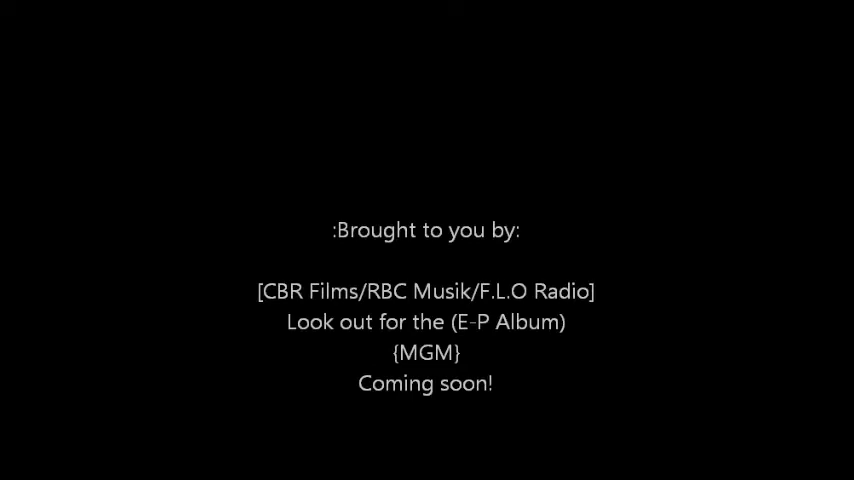 :Brought to you by:
[CBR Films/RBC Musik/F.L.O Radio]
Look out for the (E-P Album)
{MGM}
Coming soon!